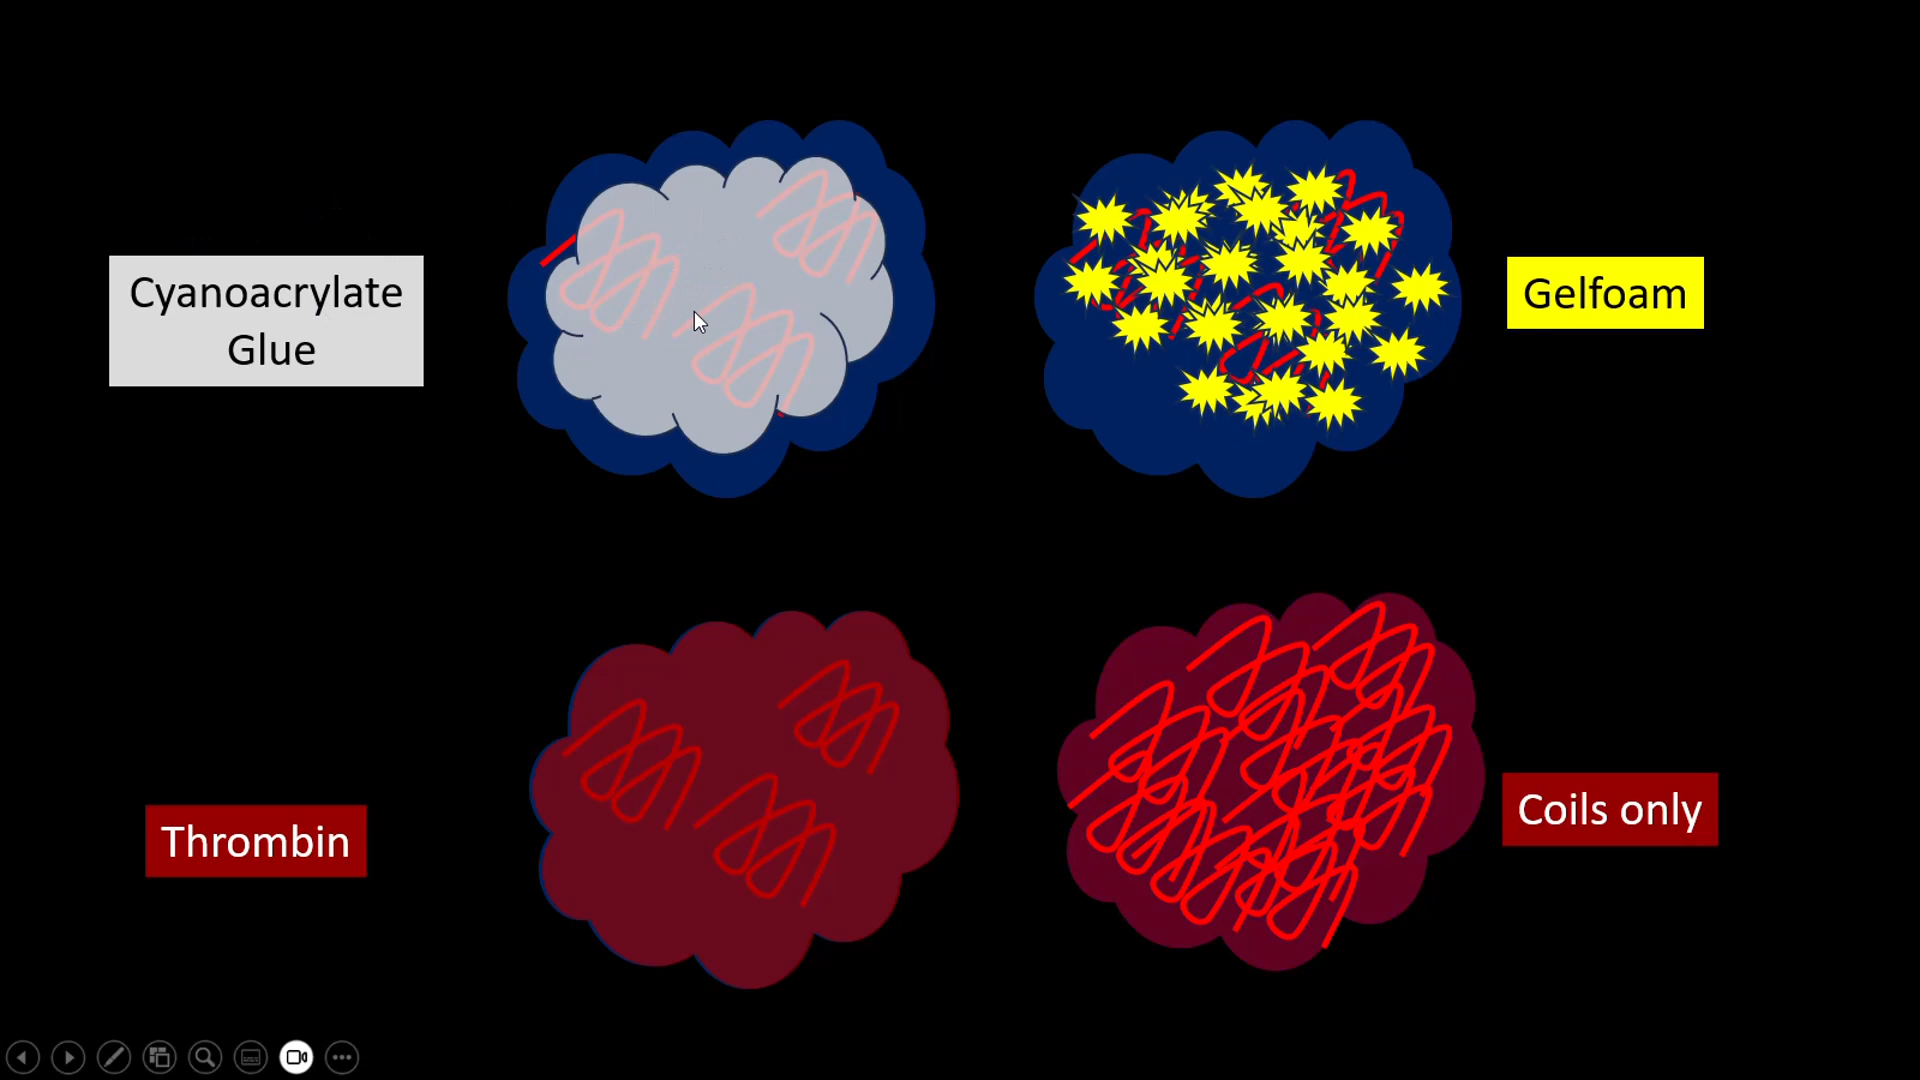 Cyanoacrylate
Glue
Gelfoam
Thrombin
Coils only